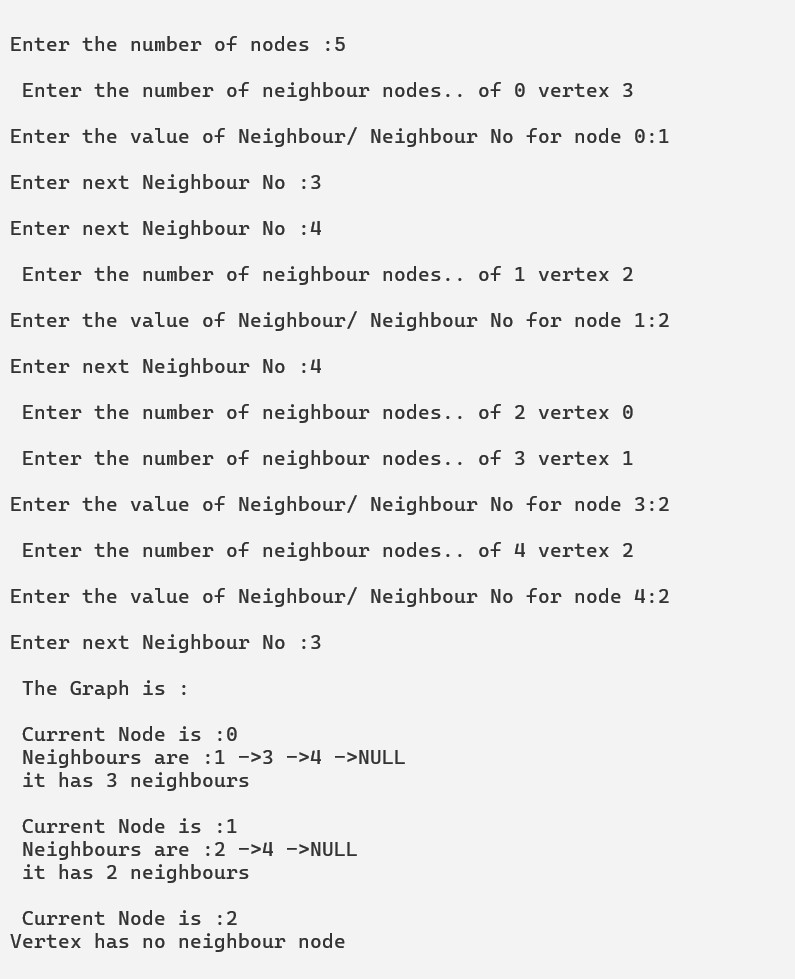 Enter the number of nodes :5
Enter the number of neighbour nodes.. of 0 vertex 3
Enter the value of Neighbour/ Neighbour No for node 0:1
Enter next Neighbour No :3
Enter next Neighbour No :4
Enter the number of neighbour nodes.. of 1 vertex 2
Enter the value of Neighbour/ Neighbour No for node 1:2
Enter next Neighbour No :4
Enter the number of neighbour nodes.. of 2 vertex 0
Enter the number of neighbour nodes.. of 3 vertex 1
Enter the value of Neighbour/ Neighbour No for node 3:2
Enter the number of neighbour nodes.. of 4 vertex 2
Enter the value of Neighbour/ Neighbour No for node 4:2
Enter next Neighbour No :3
The Graph is :
Current Node is :0
Neighbours are :1 –>3 –>4 –>NULL
it has 3 neighbours
Current Node is :1
Neighbours are :2 –>4 –>NULL
it has 2 neighbours
Current Node is :2
Vertex has no neighbour node